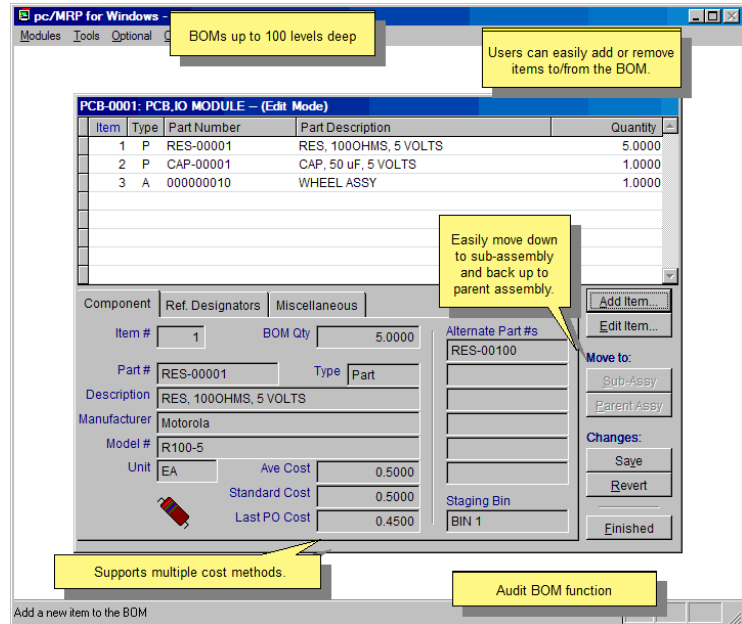 pc/MRP for Windows -
Modules Tools Optional
BOMs up to 100 levels deep
Users can easily add or remove
items to/from the BOM.
PCB-0001: PCB,IO MODULE -- (Edit Mode)
Item Type Part Number Part Description Quantity
1 P RES-00001 RES, 100OHMS, 5 VOLTS 5.0000
2 P CAP-00001 CAP, 50 uF, 5 VOLTS 1.0000
3 A 000000010 WHEEL ASSY 1.0000
Easily move down
to sub-assembly
and back up to
parent assembly.
Component Ref. Designators Miscellaneous
Item # 1 BOM Qty 5.0000
Part # RES-00001 Type Part
Description RES, 100OHMS, 5 VOLTS
Manufacturer Motorola
Model # R100-5
Unit EA Ave Cost 0.5000
Standard Cost 0.5000
Last PO Cost 0.4500
Alternate Part #s
RES-00100
Staging Bin
BIN 1
Add Item...
Edit Item...
Move to:
Sub-Assy
Parent Assy
Changes:
Save
Revert
Finished
Supports multiple cost methods.
Audit BOM function
Add a new item to the BOM